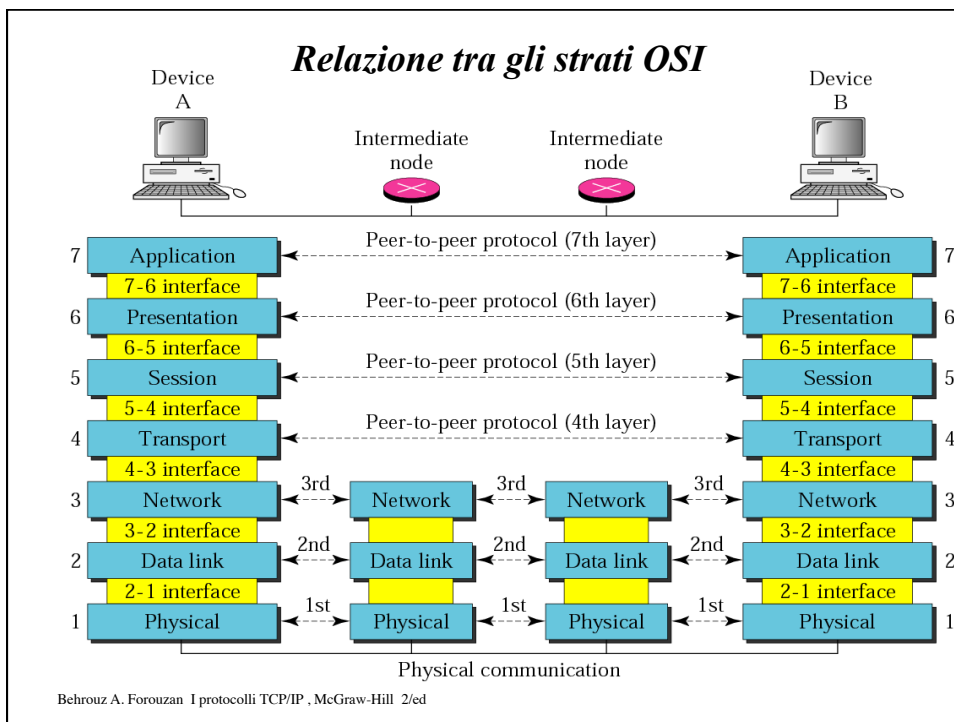 Relazione tra gli strati OSI
Device
A
Device
B
Intermediate
node
Intermediate
node
Peer-to-peer protocol (7th layer)
7 Application Application 7
7-6 interface 7-6 interface
Peer-to-peer protocol (6th layer)
6 Presentation Presentation 6
6-5 interface 6-5 interface
Peer-to-peer protocol (5th layer)
5 Session Session 5
5-4 interface 5-4 interface
Peer-to-peer protocol (4th layer)
4 Transport Transport 4
4-3 interface 4-3 interface
3rd 3rd 3rd
3 Network Network Network Network 3
3-2 interface 3-2 interface
2nd 2nd 2nd
2 Data link Data link Data link Data link 2
2-1 interface 2-1 interface
1st 1st 1st
1 Physical Physical Physical Physical 1
Physical communication
Behrouz A. Forouzan I protocolli TCP/IP , McGraw-Hill 2/ed